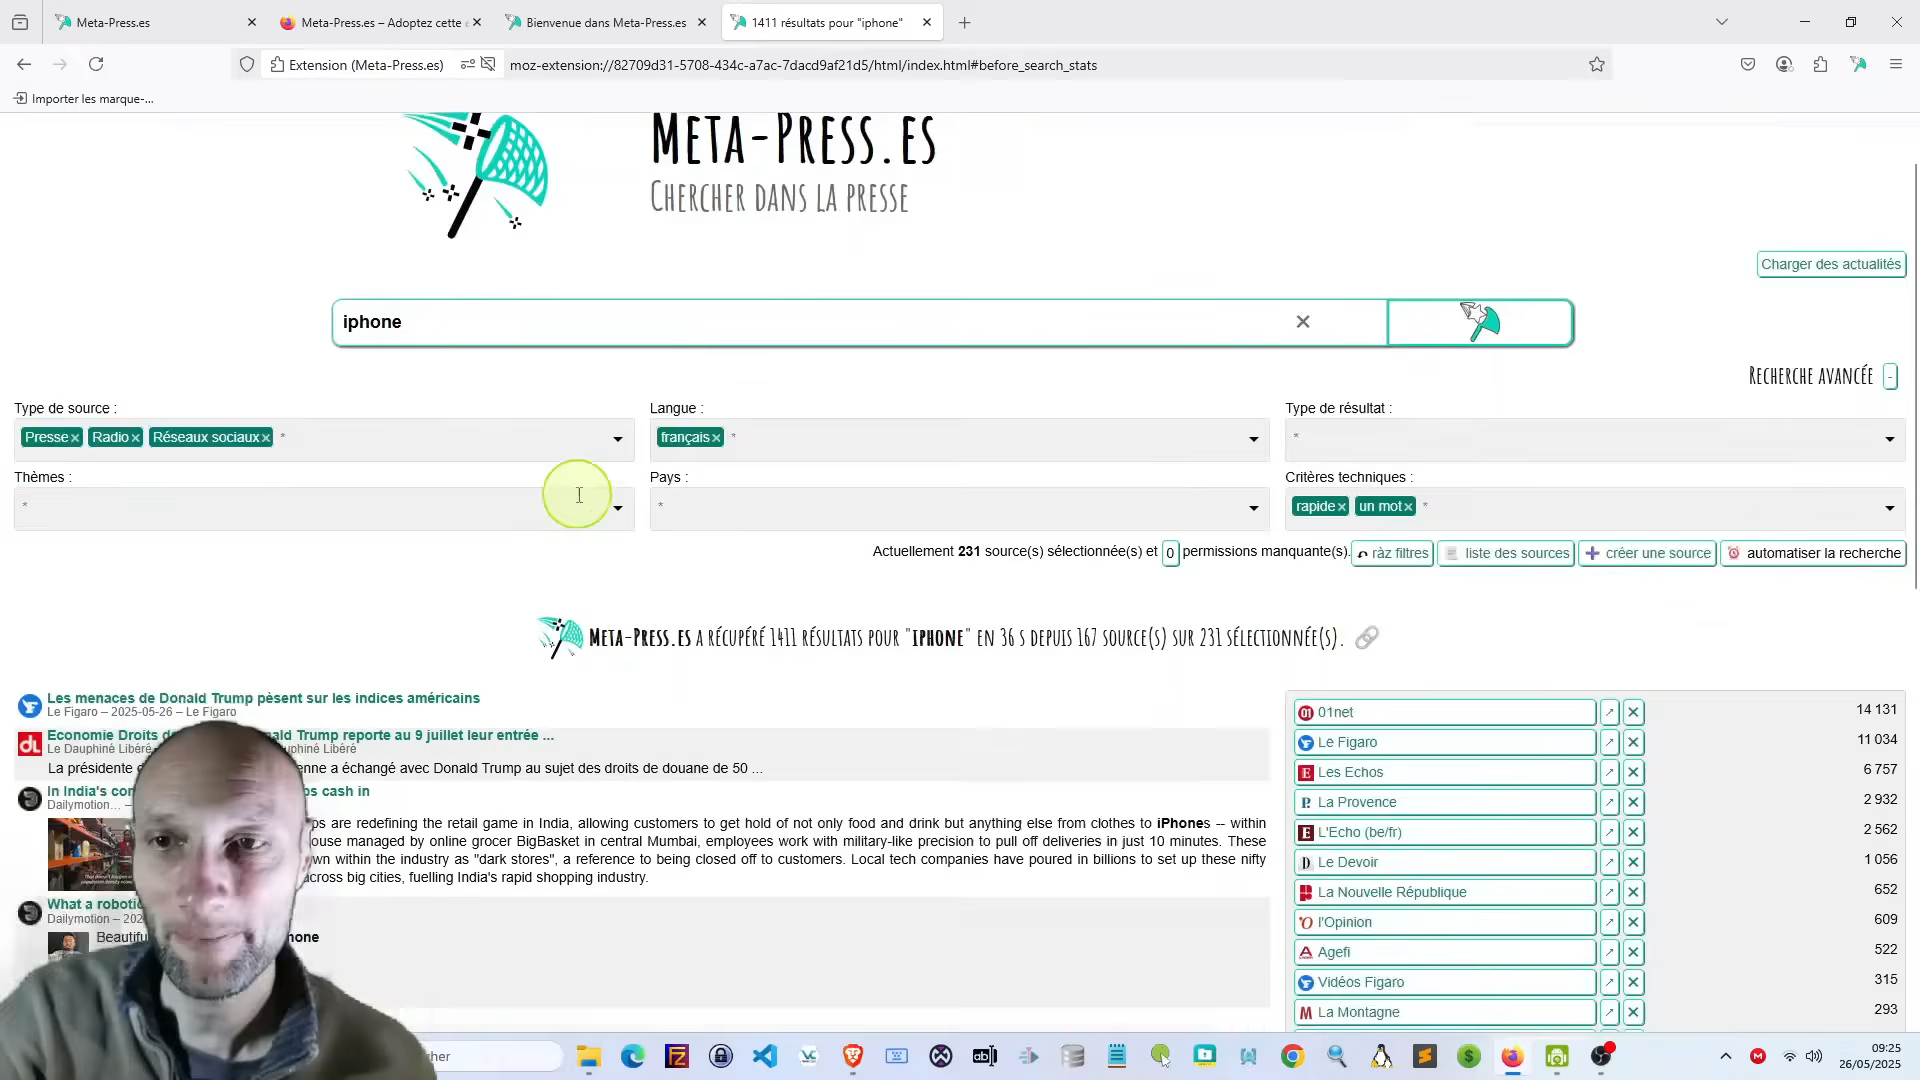 Meta-Press.es
Meta-Press.es – Adoptez cette
Bienvenue dans Meta-Press.es
1411 résultats pour "iphone"
Extension (Meta-Press.es)
moz-extension://82709d31-5708-434c-a7ac-7dacd9af21d5/html/index.html#before_search_stats
Importer les marque-...
Meta-Press.es
Chercher dans la presse
Charger des actualités
iphone
Recherche avancée -
Type de source :
Langue :
Type de résultat :
Presse× Radio× Réseaux sociaux× *
français× *
*
Thèmes :
Pays :
Critères techniques :
*
*
rapide× un mot× *
Actuellement 231 source(s) sélectionnée(s) et 0 permissions manquante(s). ràz filtres liste des sources créer une source automatiser la recherche
Meta-Press.es a récupéré 1411 résultats pour "iphone" en 36 s depuis 167 source(s) sur 231 sélectionnée(s).
Les menaces de Donald Trump pèsent sur les indices américains
Le Figaro – 2025-05-26 – Le Figaro
Economie Droits d Trump reporte au 9 juillet leur entrée ...
Le Dauphiné Libéré Dauphiné Libéré
La présidente enne a échangé avec Donald Trump au sujet des droits de douane de 50 ...
In India's cash in
Dailymotion... –
are redefining the retail game in India, allowing customers to get hold of not only food and drink but anything else from clothes to iPhones -- within
managed by online grocer BigBasket in central Mumbai, employees work with military-like precision to pull off deliveries in just 10 minutes. These
within the industry as "dark stores", a reference to being closed off to customers. Local tech companies have poured in billions to set up these nifty
across big cities, fuelling India's rapid shopping industry.
What a robotic
Dailymotion –
Beautifu hone
01net 14 131
Le Figaro 11 034
Les Echos 6 757
La Provence 2 932
L'Echo (be/fr) 2 562
Le Devoir 1 056
La Nouvelle République 652
l'Opinion 609
Agefi 522
Vidéos Figaro 315
La Montagne 293
cher
09:25
26/05/2025